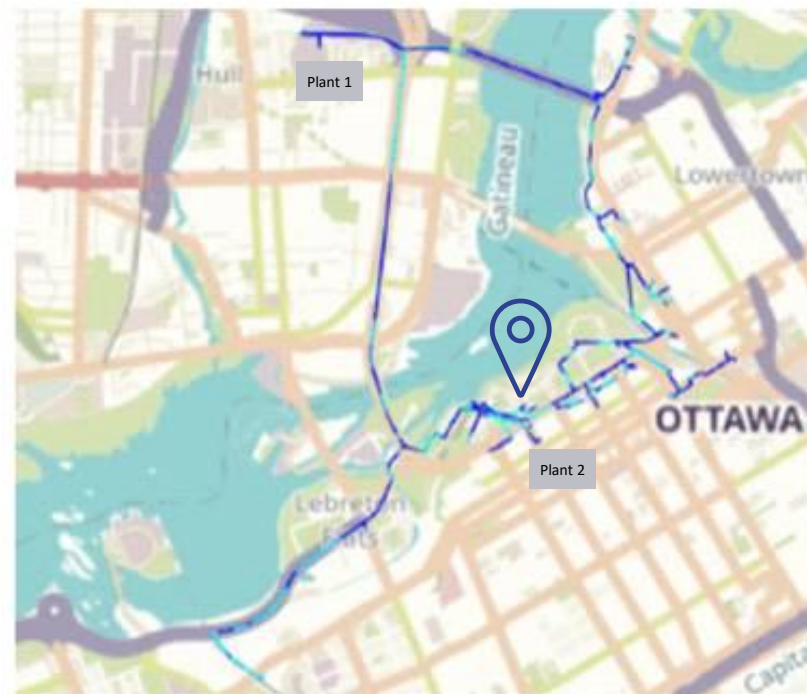 Hull
Plant 1
Gatineau
Lowertown
OTTAWA
Plant 2
Lebreton
Flats
Capita